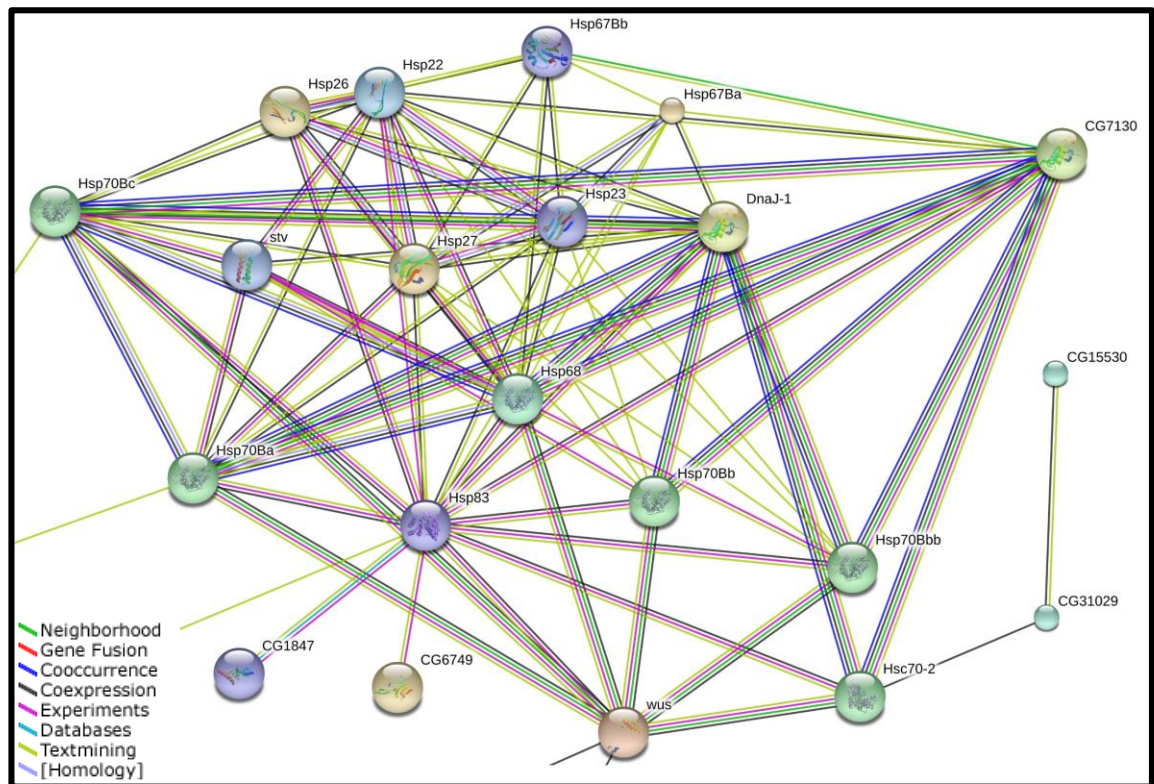 Hsp67Bb
Hsp22
Hsp26
Hsp67Ba
CG7130
Hsp70Bc
Hsp23
DnaJ-1
stv
Hsp27
CG15530
Hsp68
Hsp70Ba
Hsp70Bb
Hsp83
Hsp70Bbb
CG31029
CG1847
CG6749
Hsc70-2
wus
Neighborhood
Gene Fusion
Cooccurrence
Coexpression
Experiments
Databases
Textmining
[Homology]